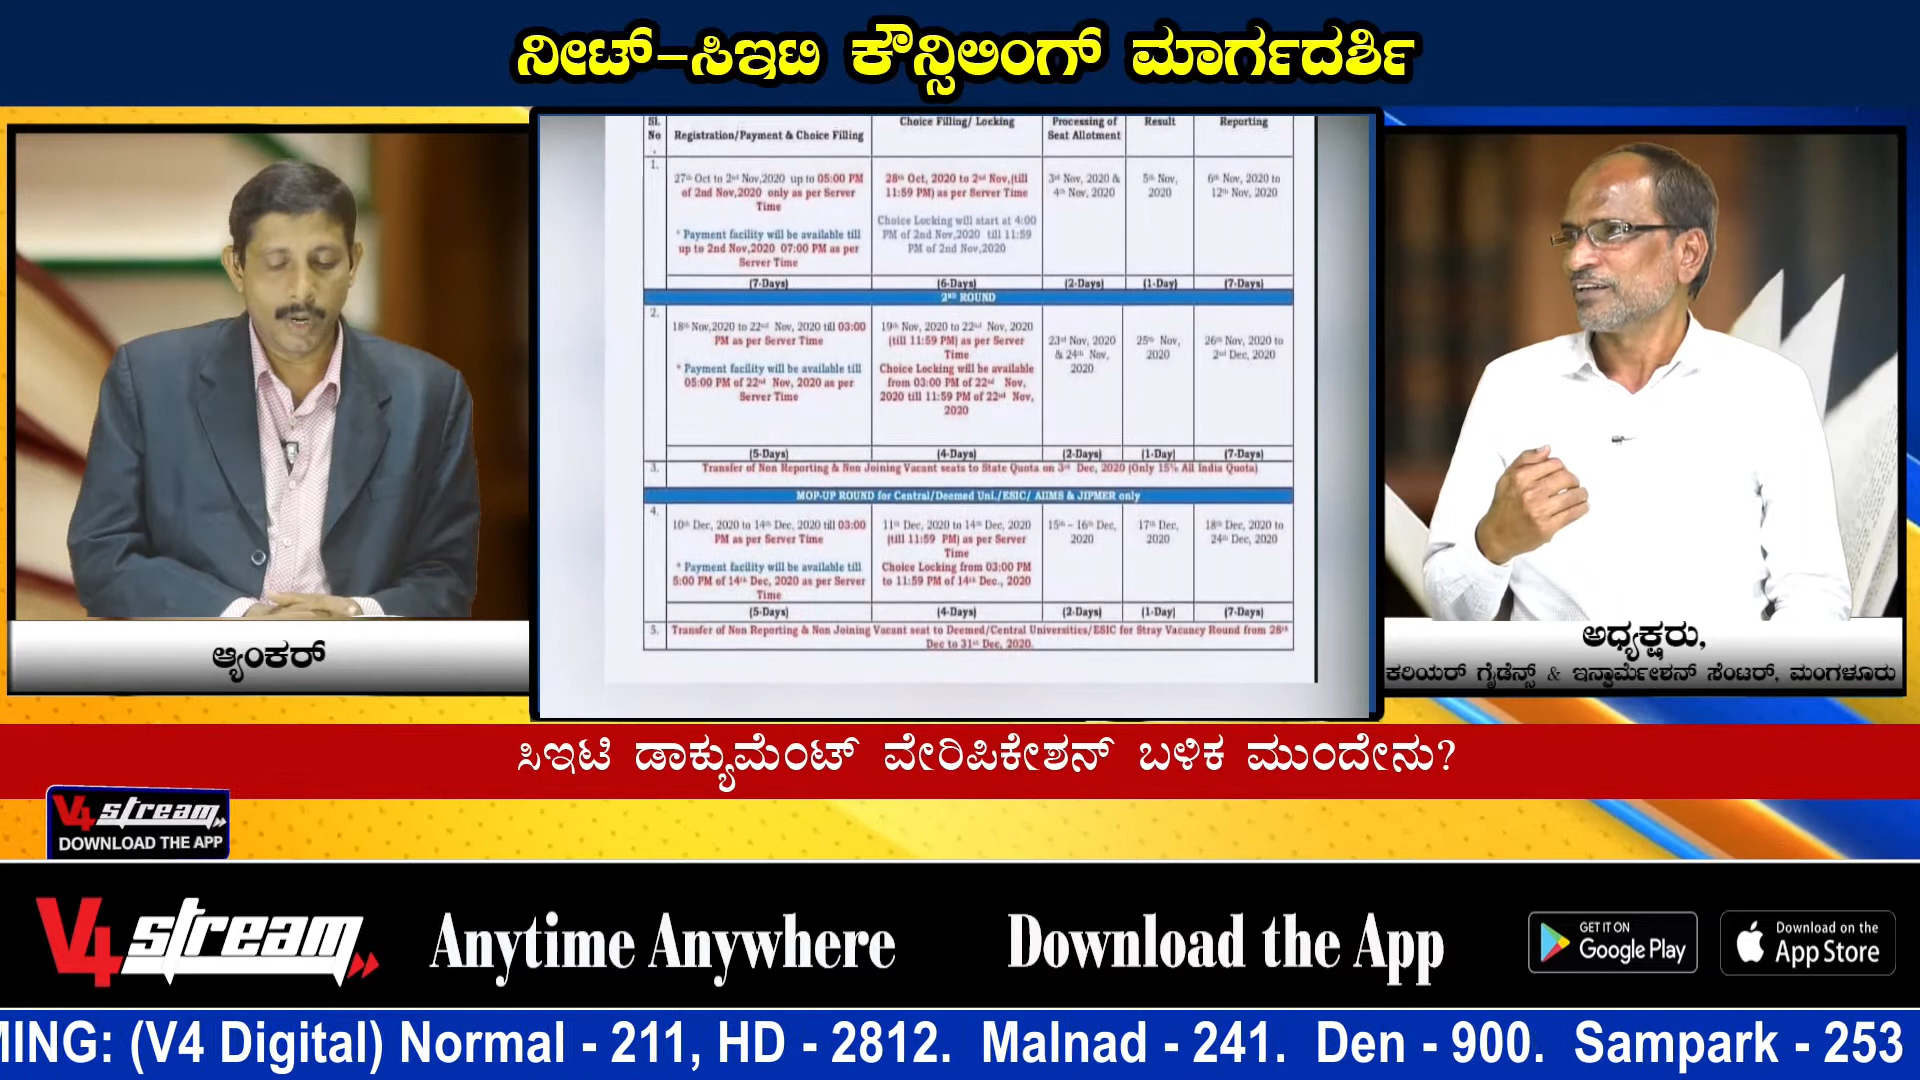 ನೀಟ್-ಸಿಇಟಿ ಕೌನ್ಸಿಲಿಂಗ್ ಮಾರ್ಗದರ್ಶಿ
Sl. No . Registration/Payment & Choice Filling Choice Filling/ Locking Processing of Seat Allotment Result Reporting
1. 27th Oct to 2nd Nov,2020 up to 05:00 PM of 2nd Nov,2020 only as per Server Time
* Payment facility will be available till up to 2nd Nov,2020 07:00 PM as per Server Time
28th Oct, 2020 to 2nd Nov,(till 11:59 PM) as per Server Time
Choice Locking will start at 4:00 PM of 2nd Nov,2020 till 11:59 PM of 2nd Nov,2020
3rd Nov, 2020 & 4th Nov, 2020
5th Nov, 2020
6th Nov, 2020 to 12th Nov, 2020
(7-Days) (6-Days) (2-Days) (1-Day) (7-Days)
2ND ROUND
2. 18th Nov,2020 to 22nd Nov, 2020 till 03:00 PM as per Server Time
* Payment facility will be available till 05:00 PM of 22nd Nov, 2020 as per Server Time
19th Nov, 2020 to 22nd Nov, 2020 (till 11:59 PM) as per Server Time
Choice Locking will be available from 03:00 PM of 22nd Nov, 2020 till 11:59 PM of 22nd Nov, 2020
23rd Nov, 2020 & 24th Nov, 2020
25th Nov, 2020
26th Nov, 2020 to 2nd Dec, 2020
(5-Days) (4-Days) (2-Days) (1-Day) (7-Days)
3. Transfer of Non Reporting & Non Joining Vacant seats to State Quota on 3rd Dec, 2020 (Only 15% All India Quota)
MOP-UP ROUND for Central/Deemed Uni./ESIC/ AIIMS & JIPMER only
4. 10th Dec, 2020 to 14th Dec, 2020 till 03:00 PM as per Server Time
* Payment facility will be available till 5:00 PM of 14th Dec, 2020 as per Server Time
11th Dec, 2020 to 14th Dec, 2020 (till 11:59 PM) as per Server Time
Choice Locking from 03:00 PM to 11:59 PM of 14th Dec., 2020
15th – 16th Dec, 2020
17th Dec, 2020
18th Dec, 2020 to 24th Dec, 2020
(5-Days) (4-Days) (2-Days) (1-Day) (7-Days)
5. Transfer of Non Reporting & Non Joining Vacant seat to Deemed/Central Universities/ESIC for Stray Vacancy Round from 28th Dec to 31st Dec, 2020.
ಆ್ಯಂಕರ್
ಅಧ್ಯಕ್ಷರು,
ಕರಿಯರ್ ಗೈಡೆನ್ಸ್ & ಇನ್ಫಾರ್ಮೇಶನ್ ಸೆಂಟರ್, ಮಂಗಳೂರು
ಸಿಇಟಿ ಡಾಕ್ಯುಮೆಂಟ್ ವೇರಿಪಿಕೇಶನ್ ಬಳಿಕ ಮುಂದೇನು?
V4 stream
DOWNLOAD THE APP
V4 stream Anytime Anywhere Download the App
GET IT ON Google Play
Download on the App Store
MING: (V4 Digital) Normal - 211, HD - 2812. Malnad - 241. Den - 900. Sampark - 253